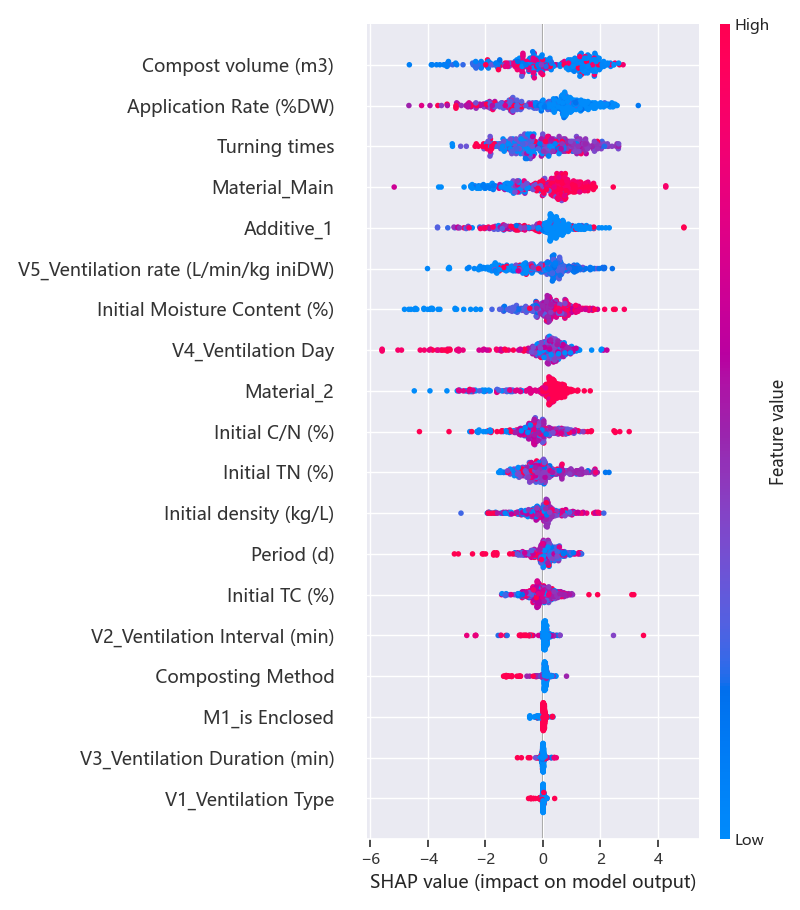 High
Compost volume (m3)
Application Rate (%DW)
Turning times
Material_Main
Additive_1
V5_Ventilation rate (L/min/kg iniDW)
Initial Moisture Content (%)
V4_Ventilation Day
Material_2
Initial C/N (%)
Initial TN (%)
Initial density (kg/L)
Period (d)
Initial TC (%)
V2_Ventilation Interval (min)
Composting Method
M1_is Enclosed
V3_Ventilation Duration (min)
V1_Ventilation Type
Feature value
Low
−6 −4 −2 0 2 4
SHAP value (impact on model output)